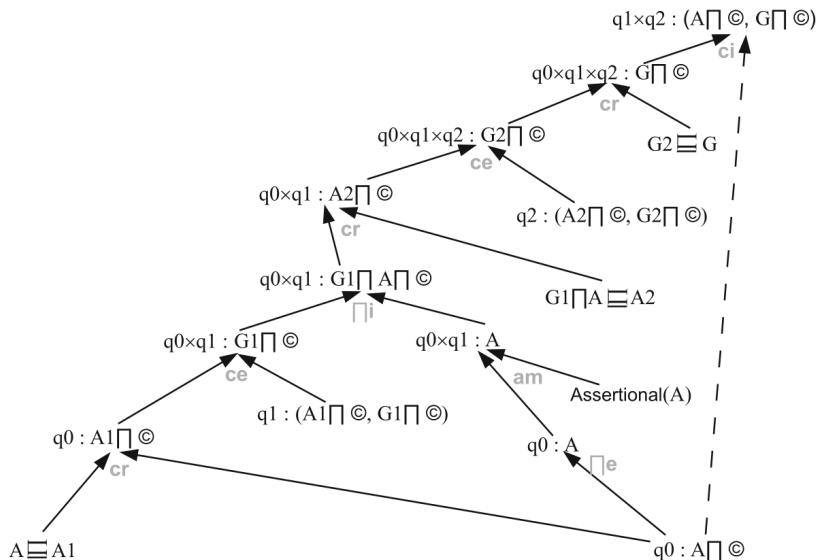 q1×q2 : (A∏ ©, G∏ ©)
ci
q0×q1×q2 : G∏ ©
cr
q0×q1×q2 : G2∏ ©
G2 ⊑ G
ce
q0×q1 : A2∏ ©
q2 : (A2∏ ©, G2∏ ©)
cr
q0×q1 : G1∏ A∏ ©
G1∏A ⊑ A2
∏i
q0×q1 : G1∏ ©
q0×q1 : A
ce
am
Assertional(A)
q1 : (A1∏ ©, G1∏ ©)
q0 : A1∏ ©
q0 : A
cr
∏e
A ⊑ A1
q0 : A∏ ©